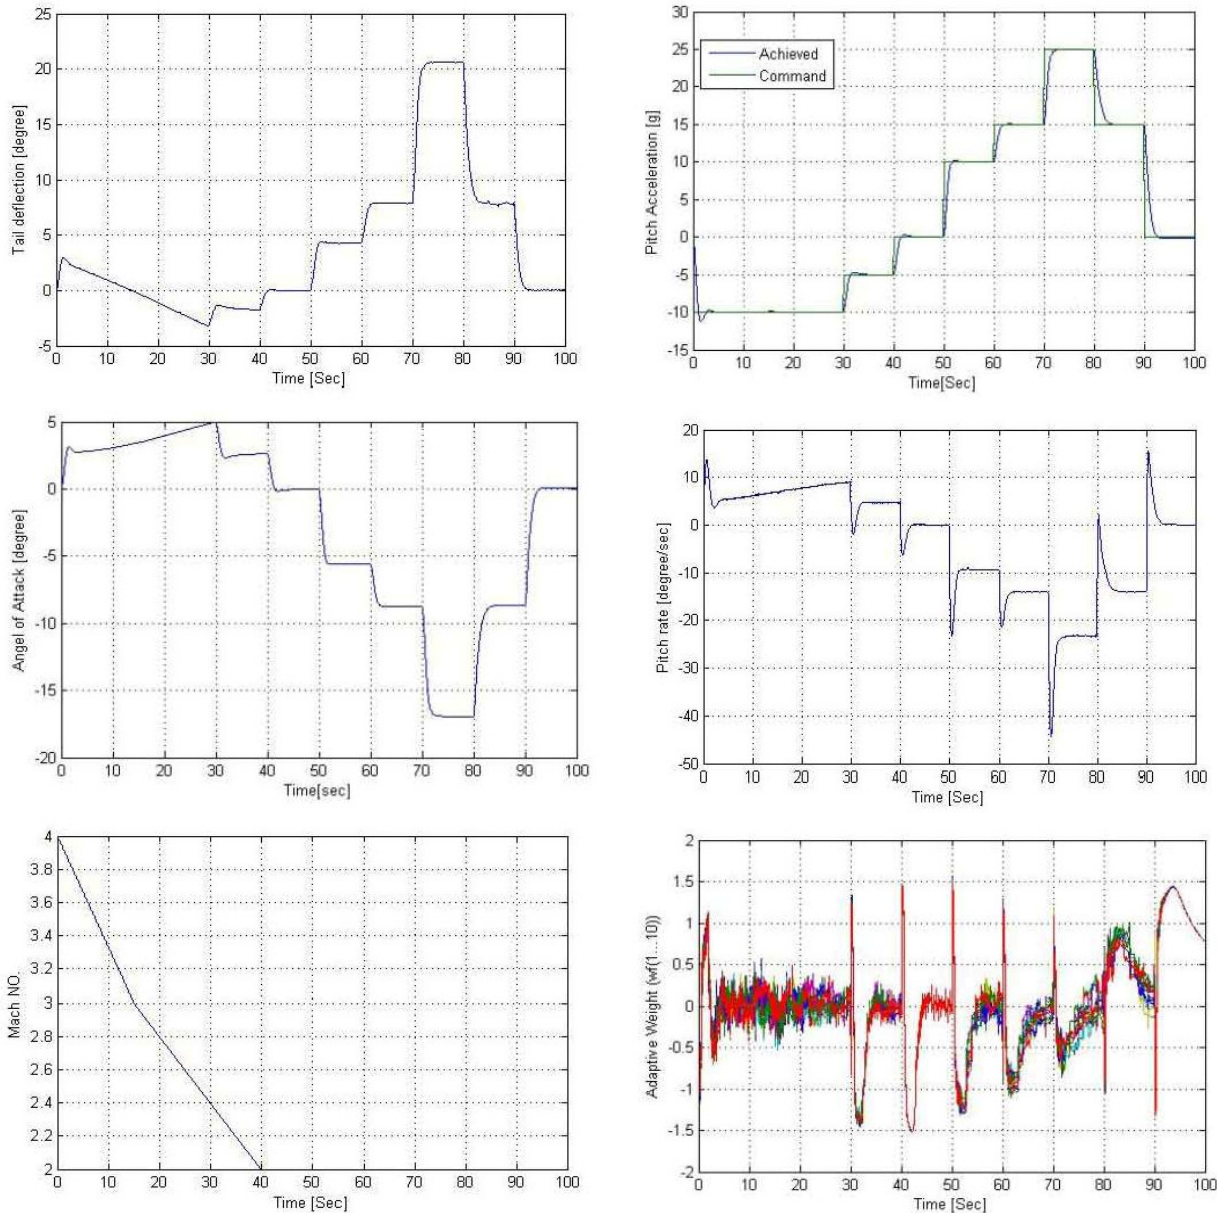 25
20
15
10
5
0
-5
Tail deflection [degree]
0 10 20 30 40 50 60 70 80 90 100
Time [Sec]
30
25
20
15
10
5
0
-5
-10
-15
Pitch Acceleration [g]
Achieved
Command
0 10 20 30 40 50 60 70 80 90 100
Time[Sec]
5
0
-5
-10
-15
-20
Angel of Attack [degree]
0 10 20 30 40 50 60 70 80 90 100
Time[sec]
20
10
0
-10
-20
-30
-40
-50
Pitch rate [degree/sec]
0 10 20 30 40 50 60 70 80 90 100
Time [Sec]
4
3.8
3.6
3.4
3.2
3
2.8
2.6
2.4
2.2
2
Mach NO.
0 10 20 30 40 50 60 70 80 90 100
Time [Sec]
2
1.5
1
0.5
0
-0.5
-1
-1.5
-2
Adaptive Weight (wf(1...10))
0 10 20 30 40 50 60 70 80 90 100
Time [Sec]